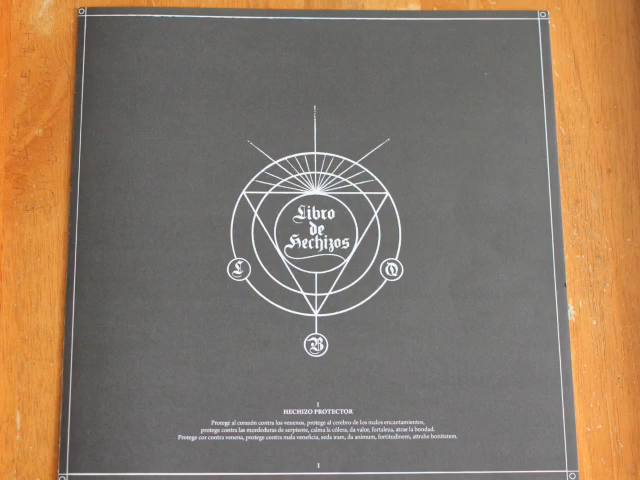 Libro
de
Hechizos
L
Q
B
1
HECHIZO PROTECTOR
Protege al corazón contra los venenos, protege al cerebro de los malos encantamientos,
protege contra las mordeduras de serpiente, calma la cólera, da valor, fortaleza, atrae la bondad.
Protege cor contra venena, protege contra mala veneficia, seda iram, da animum, fortitudinem, attrahe bonitatem.
1